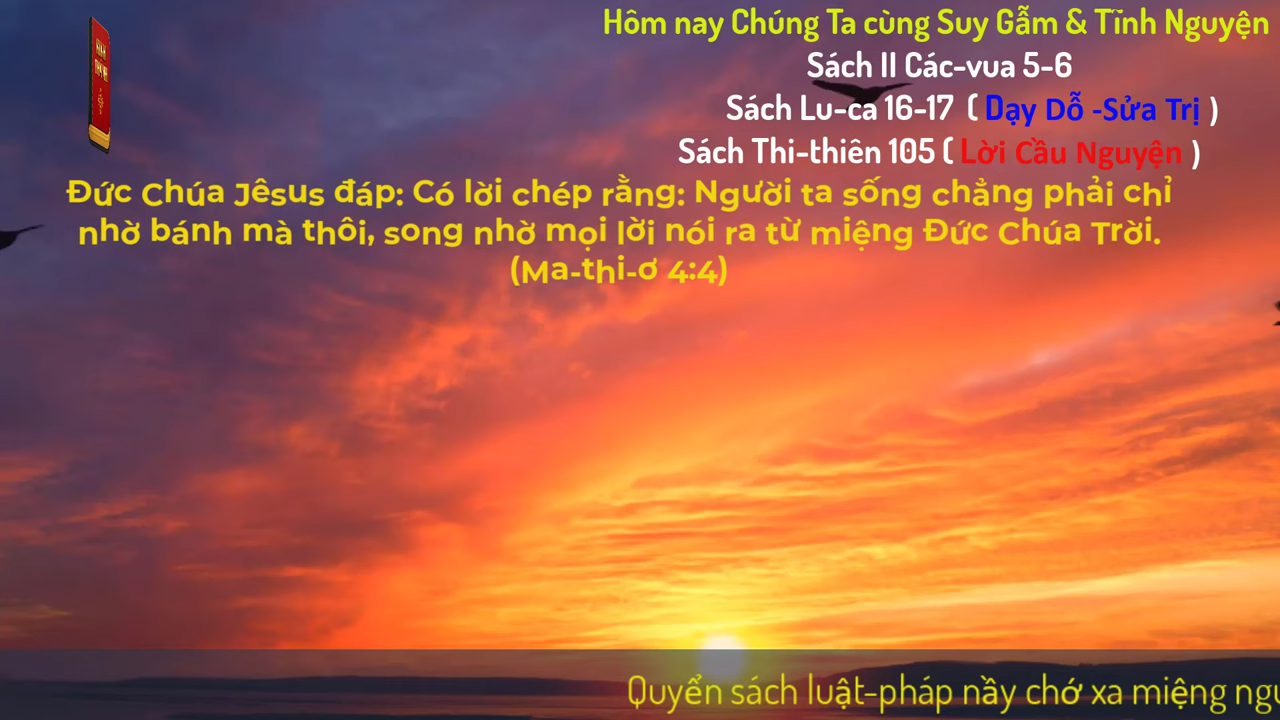 Hôm nay Chúng Ta cùng Suy Gẫm & Tĩnh Nguyện
Sách II Các-vua 5-6
Sách Lu-ca 16-17 ( Dạy Dỗ -Sửa Trị )
Sách Thi-thiên 105 ( Lời Cầu Nguyện )
Đức Chúa Jêsus đáp: Có lời chép rằng: Người ta sống chẳng phải chỉ
nhờ bánh mà thôi, song nhờ mọi lời nói ra từ miệng Đức Chúa Trời.
(Ma-thi-ơ 4:4)
Quyển sách luật-pháp nầy chớ xa miệng